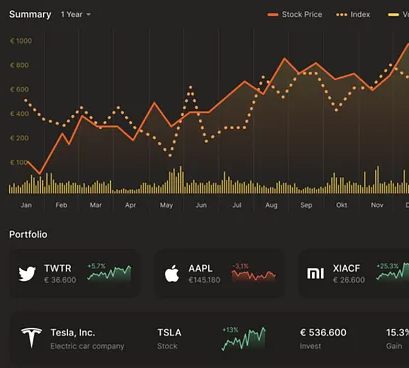 Summary 1 Year Stock Price Index
€ 1000
€ 800
€ 600
€ 400
€ 200
€ 100
Jan Feb Mar Apr May Jun Jul Aug Sep Okt Nov
Portfolio
TWTR +5.7%
€ 36.600
AAPL -3,1%
€145.180
XIACF +25.3%
€ 26.600
Tesla, Inc. TSLA +13% € 536.600 15.3%
Electric car company Stock Invest Gain